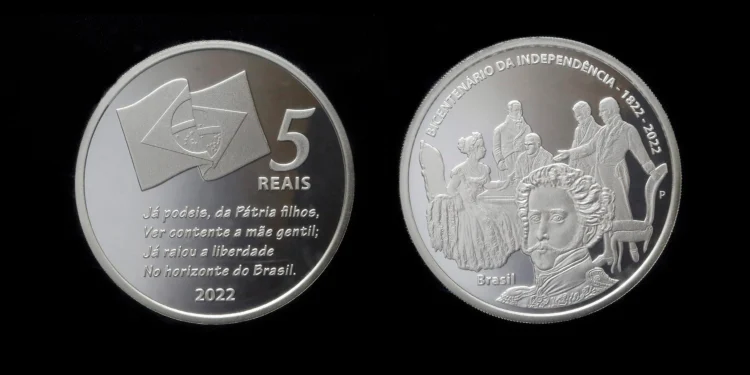 5
REAIS
Já podeis, da Pátria filhos,
Ver contente a mãe gentil;
Já raiou a liberdade
No horizonte do Brasil.
2022
BICENTENÁRIO DA INDEPENDÊNCIA - 1822 - 2022
P
Brasil